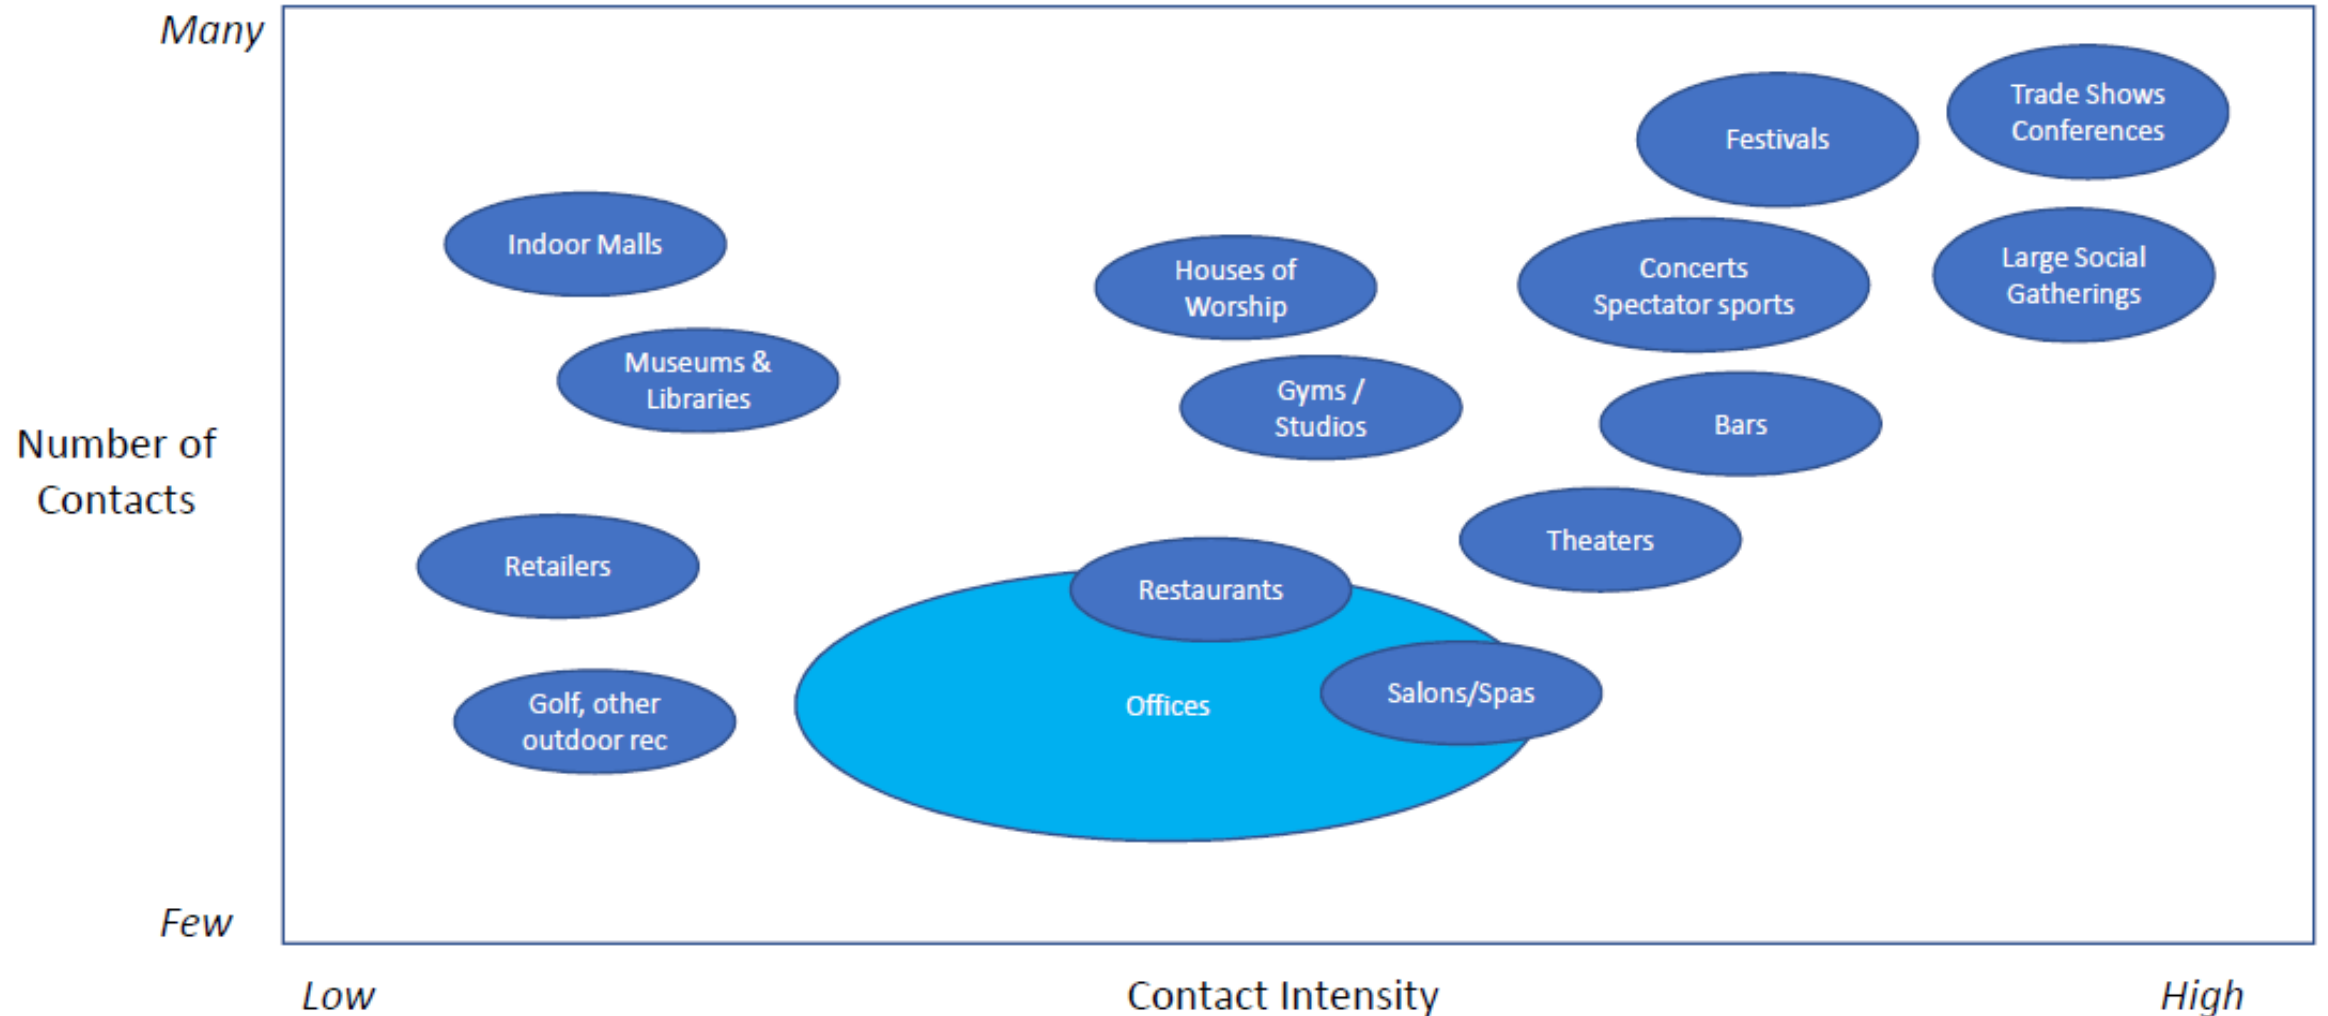 Many
Trade Shows
Conferences
Festivals
Indoor Malls
Houses of
Worship
Concerts
Spectator sports
Large Social
Gatherings
Museums &
Libraries
Gyms /
Studios
Bars
Number of
Contacts
Theaters
Retailers
Restaurants
Golf, other
outdoor rec
Offices
Salons/Spas
Few
Low
Contact Intensity
High